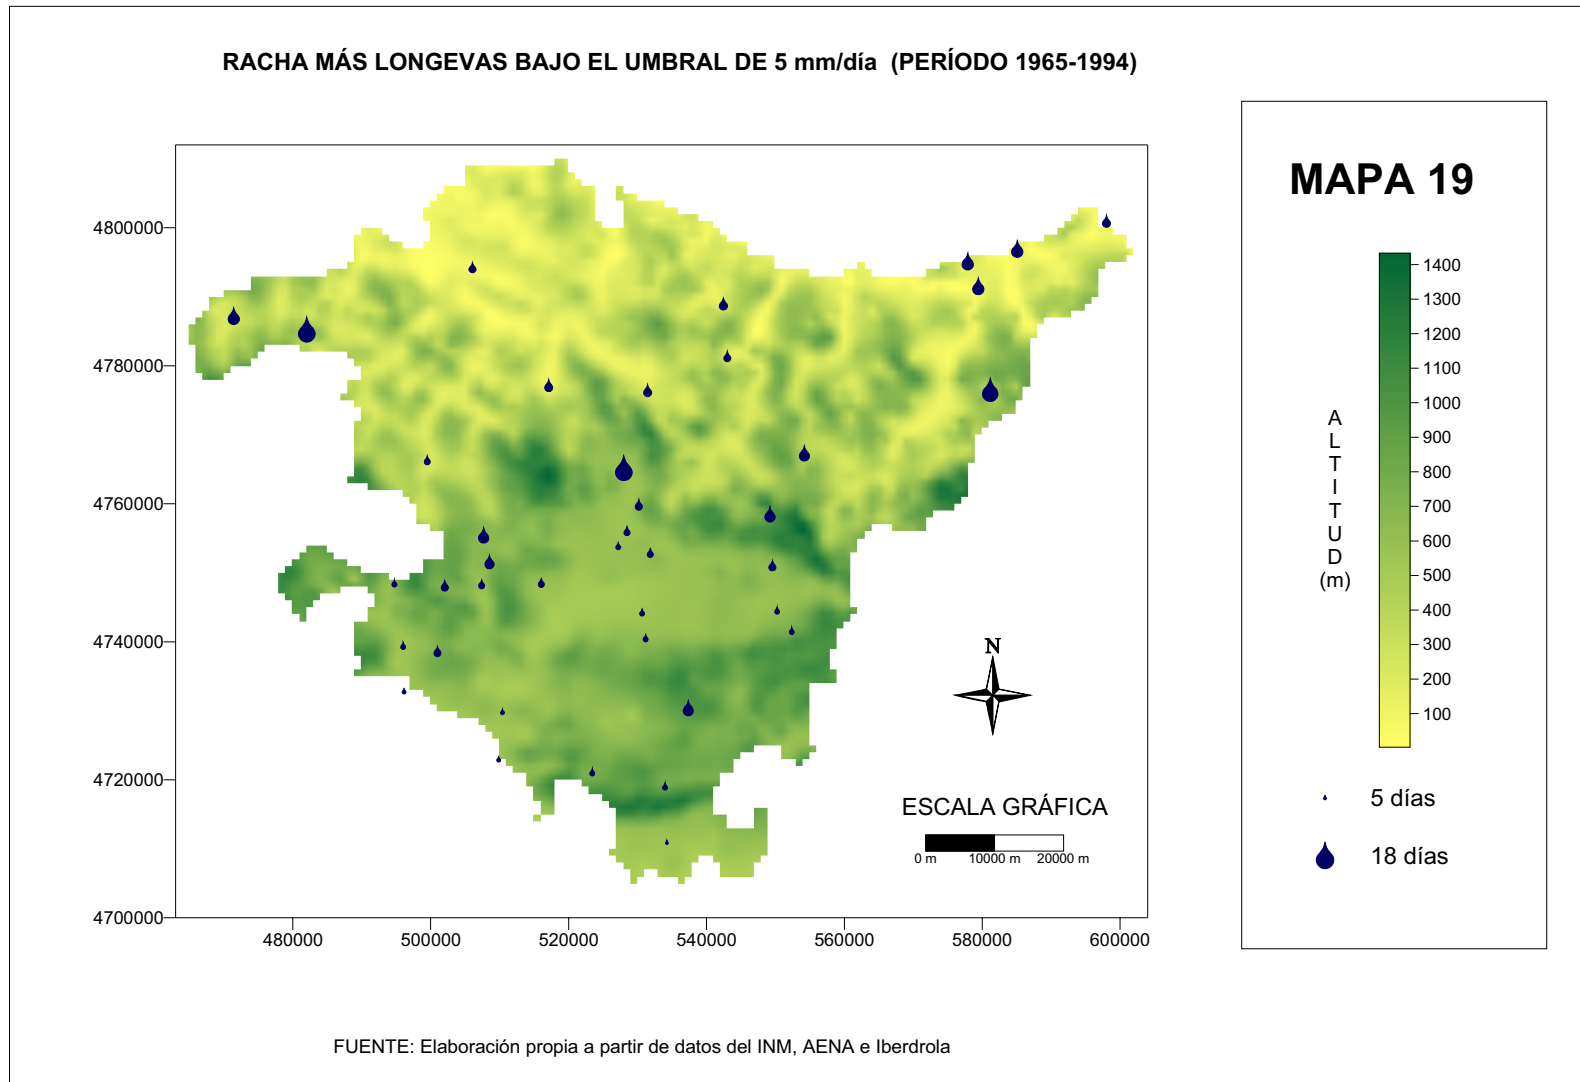 RACHA MÁS LONGEVAS BAJO EL UMBRAL DE 5 mm/día (PERÍODO 1965-1994)
MAPA 19
4800000
4780000
4760000
4740000
4720000
4700000
480000
500000
520000
540000
560000
580000
600000
N
ESCALA GRÁFICA
0 m
10000 m
20000 m
ALTITUD
(m)
1400
1300
1200
1100
1000
900
800
700
600
500
400
300
200
100
5 días
18 días
FUENTE: Elaboración propia a partir de datos del INM, AENA e Iberdrola